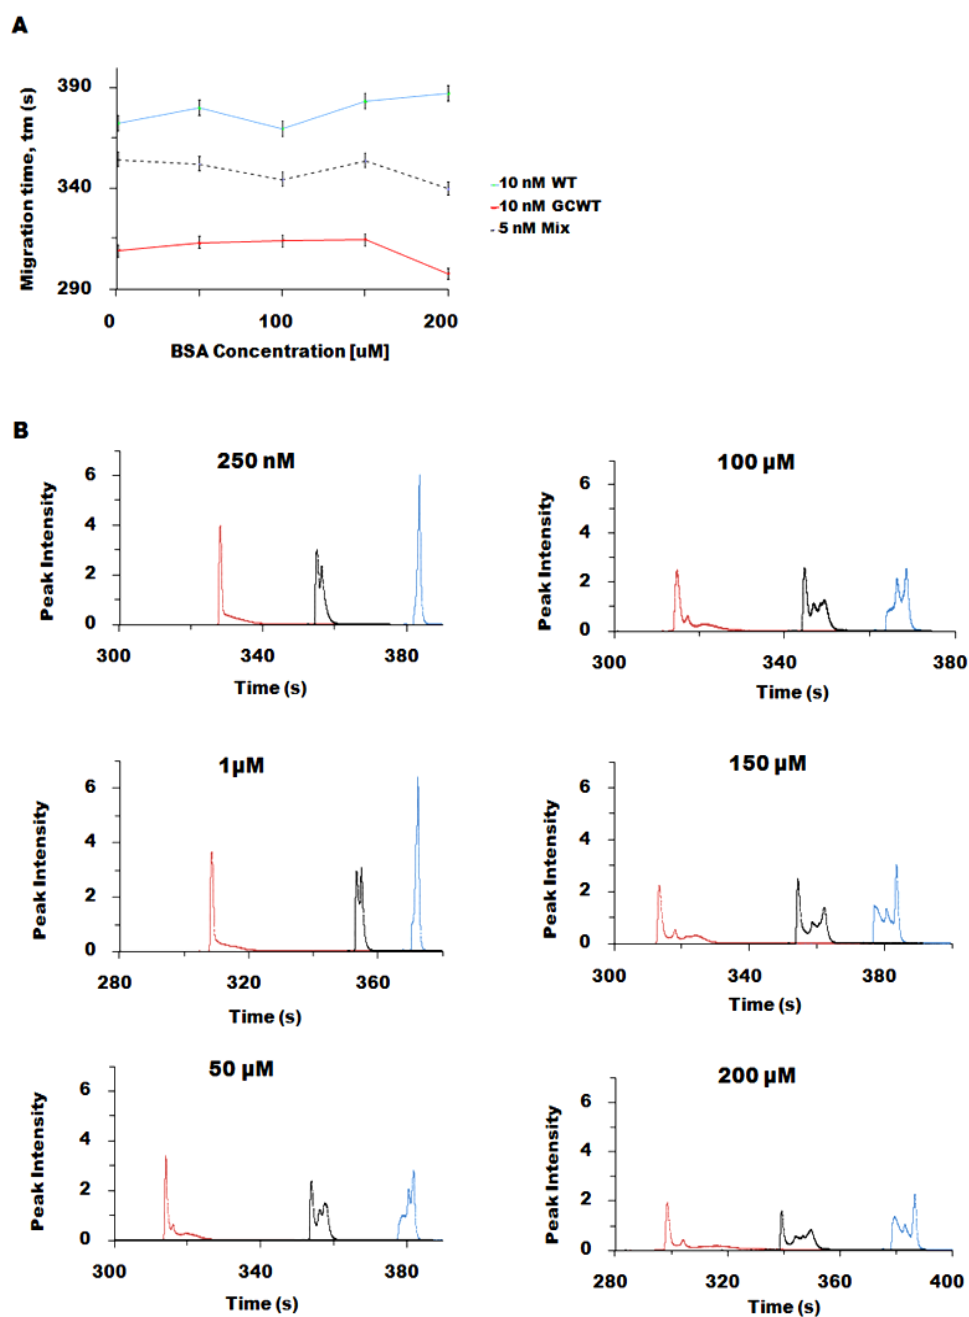 A
390
340
290
Migration time, tm (s)
0
100
200
BSA Concentration [uM]
10 nM WT
10 nM GCWT
5 nM Mix
B
250 nM
6
4
2
0
Peak Intensity
300
340
380
Time (s)
100 µM
6
4
2
0
Peak Intensity
300
340
380
Time (s)
1µM
6
4
2
0
Peak Intensity
280
320
360
Time (s)
150 µM
6
4
2
0
Peak Intensity
300
340
380
Time (s)
50 µM
6
4
2
0
Peak Intensity
300
340
380
Time (s)
200 µM
6
4
2
0
Peak Intensity
280
320
360
400
Time (s)